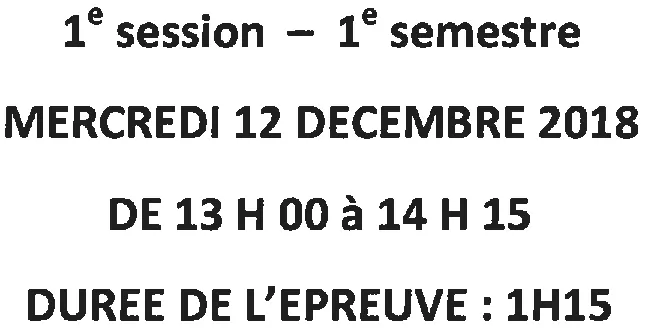 1e session – 1e semestre
MERCREDI 12 DECEMBRE 2018
DE 13 H 00 à 14 H 15
DUREE DE L'EPREUVE : 1H15